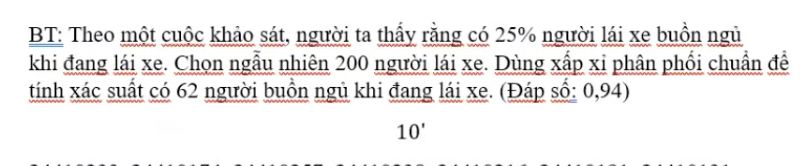 BT: Theo một cuộc khảo sát, người ta thấy rằng có 25% người lái xe buồn ngủ
khi đang lái xe. Chọn ngẫu nhiên 200 người lái xe. Dùng xấp xỉ phân phối chuẩn để
tính xác suất có 62 người buồn ngủ khi đang lái xe. (Đáp số: 0,94)
10'